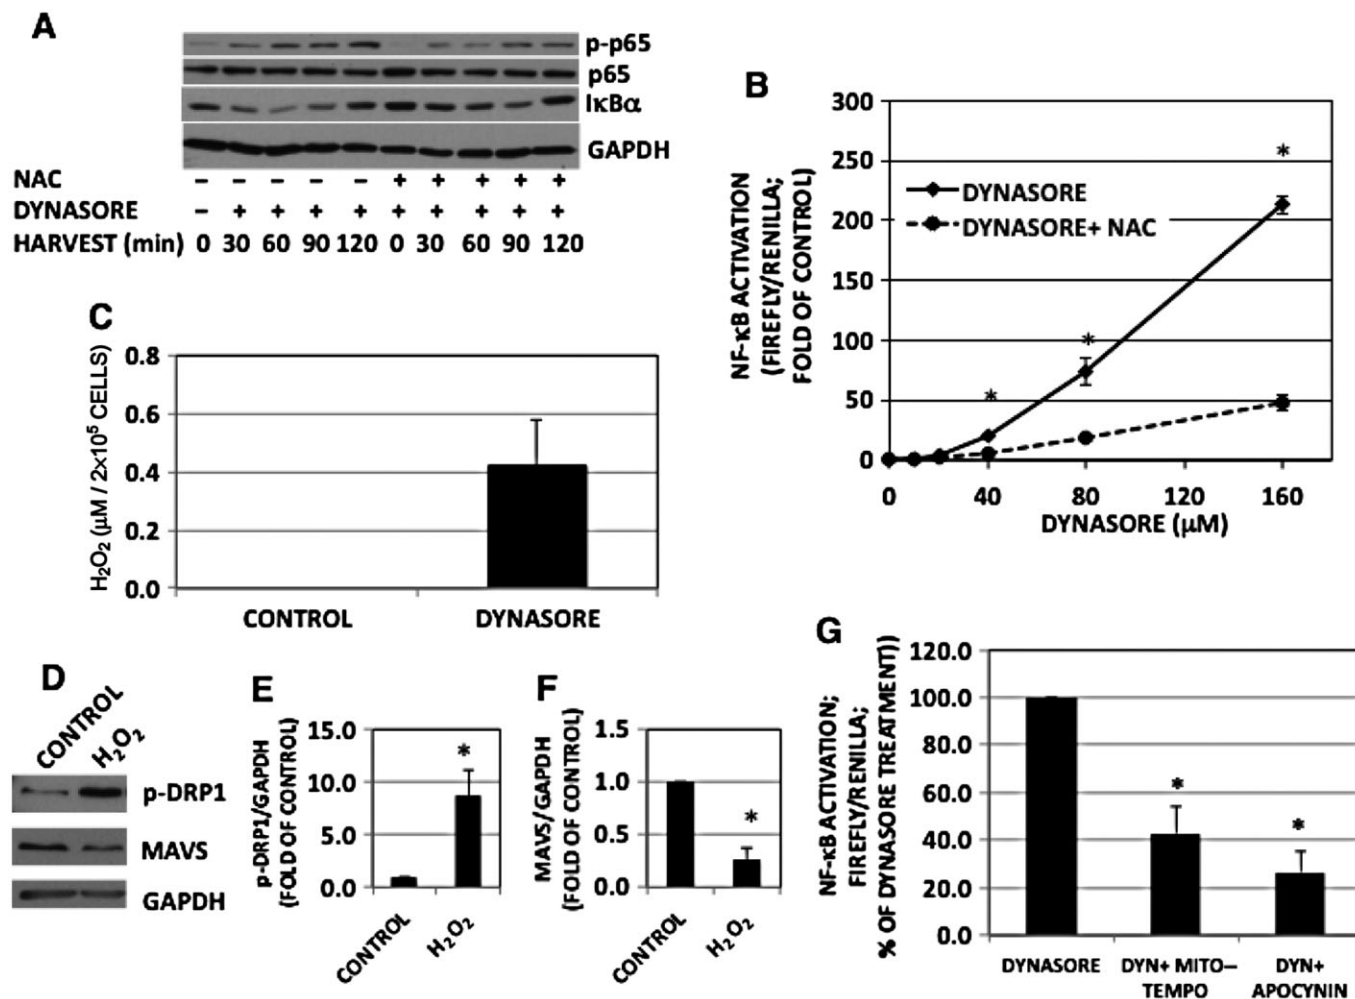 A
p-p65
p65
IκBα
GAPDH
NAC – – – – – + + + + +
DYNASORE – + + + + + + + + +
HARVEST (min) 0 30 60 90 120 0 30 60 90 120
B
NF-κB ACTIVATION
(FIREFLY/RENILLA;
FOLD OF CONTROL)
300
250
200
150
100
50
0
DYNASORE
DYNASORE+ NAC
*
*
*
0 40 80 120 160
DYNASORE (μM)
C
H₂O₂ (μM / 2×10⁵ CELLS)
0.8
0.6
0.4
0.2
0.0
CONTROL DYNASORE
D
CONTROL
H₂O₂
p-DRP1
MAVS
GAPDH
E
p-DRP1/GAPDH
(FOLD OF CONTROL)
15.0
10.0
5.0
0.0
*
CONTROL
H₂O₂
F
MAVS/GAPDH
(FOLD OF CONTROL)
1.5
1.0
0.5
0.0
*
CONTROL
H₂O₂
G
NF-κB ACTIVATION;
FIREFLY/RENILLA;
% OF DYNASORE TREATMENT))
120.0
100.0
80.0
60.0
40.0
20.0
0.0
*
*
DYNASORE
DYN+ MITO–
TEMPO
DYN+
APOCYNIN